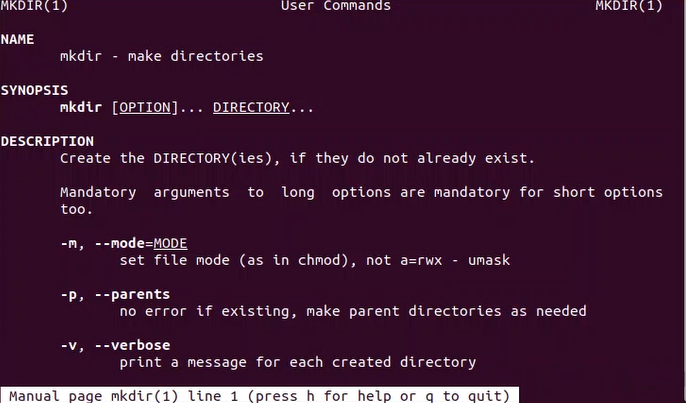 MKDIR(1) User Commands MKDIR(1)
NAME
mkdir - make directories
SYNOPSIS
mkdir [OPTION]... DIRECTORY...
DESCRIPTION
Create the DIRECTORY(ies), if they do not already exist.
Mandatory arguments to long options are mandatory for short options
too.
-m, --mode=MODE
set file mode (as in chmod), not a=rwx - umask
-p, --parents
no error if existing, make parent directories as needed
-v, --verbose
print a message for each created directory
Manual page mkdir(1) line 1 (press h for help or q to quit)